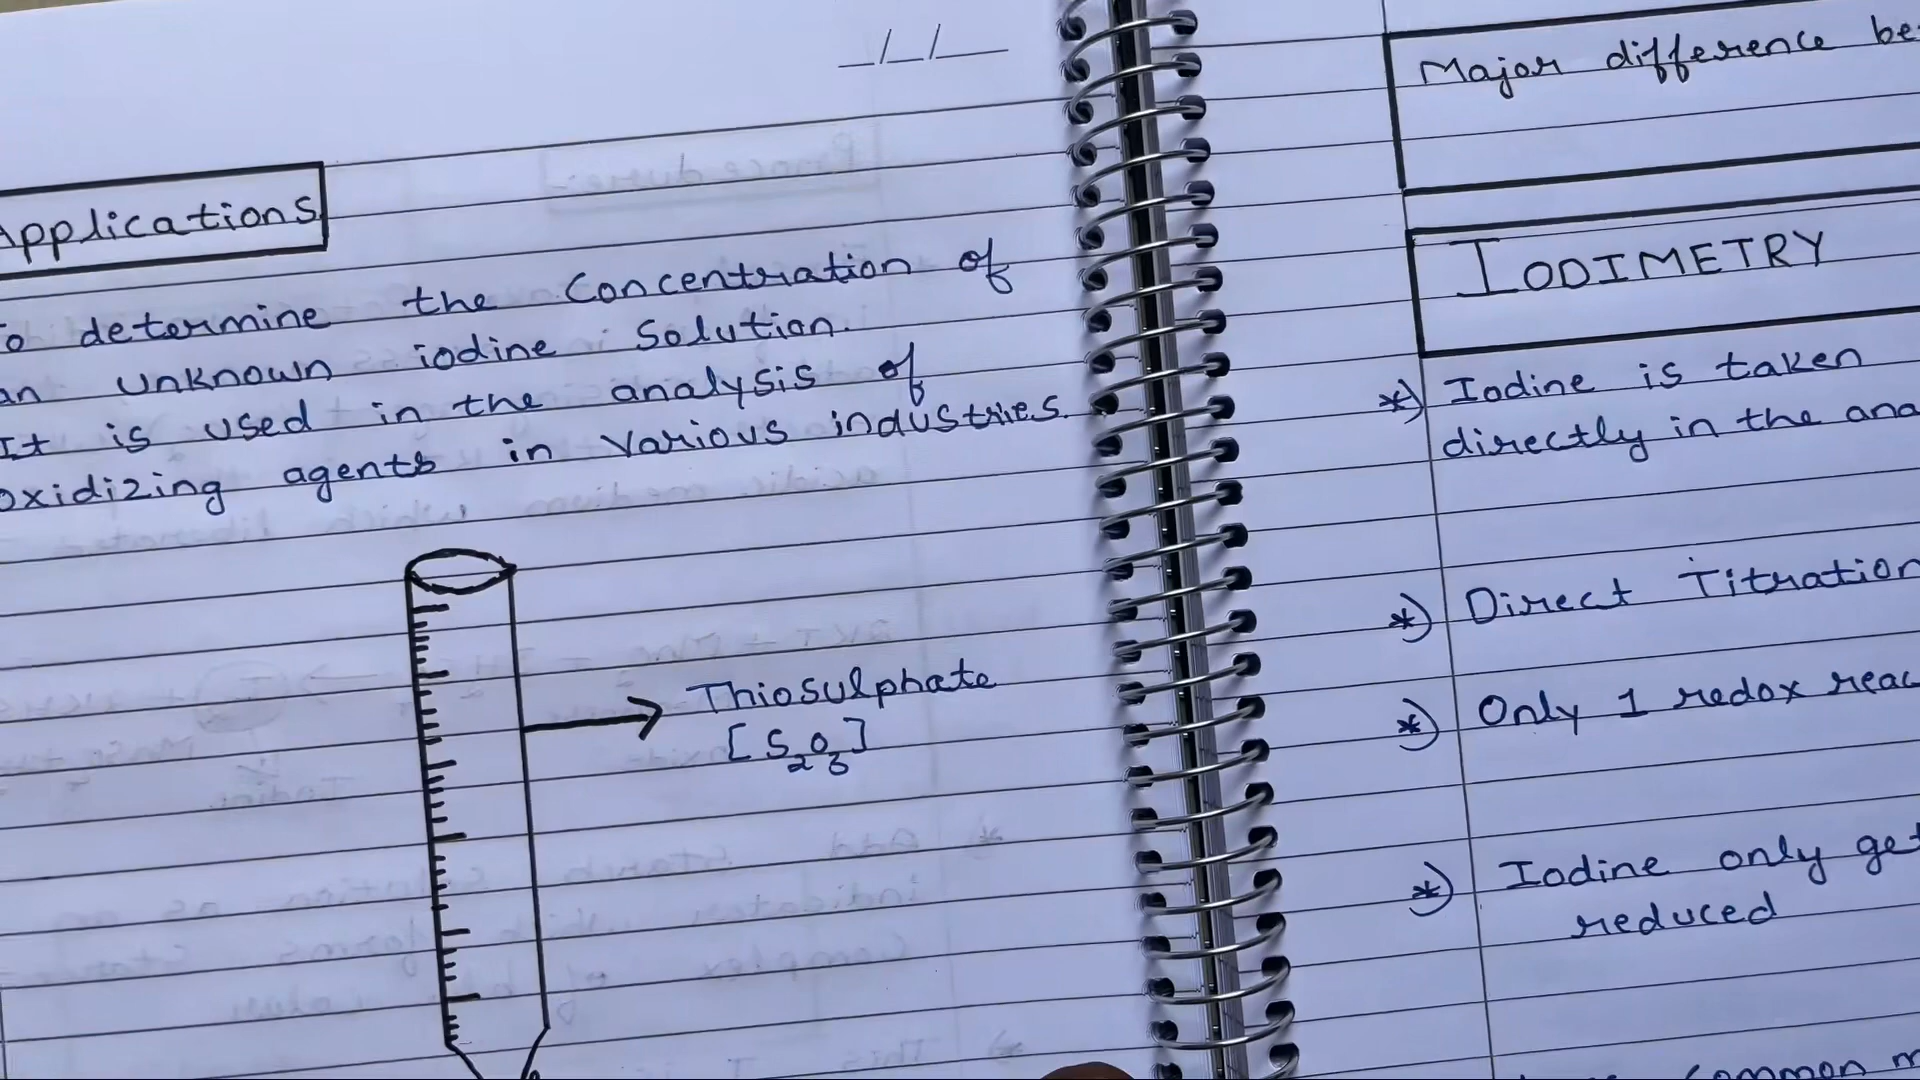 Applications
To determine the Concentration of
an unknown iodine Solution.
It is used in the analysis of
oxidizing agents in various industries.
Thiosulphate
[S2O3]
Major difference be
IODIMETRY
*) Iodine is taken
directly in the ana
*) Direct Titration
*) Only 1 redox reac
*) Iodine only get
reduced
common m